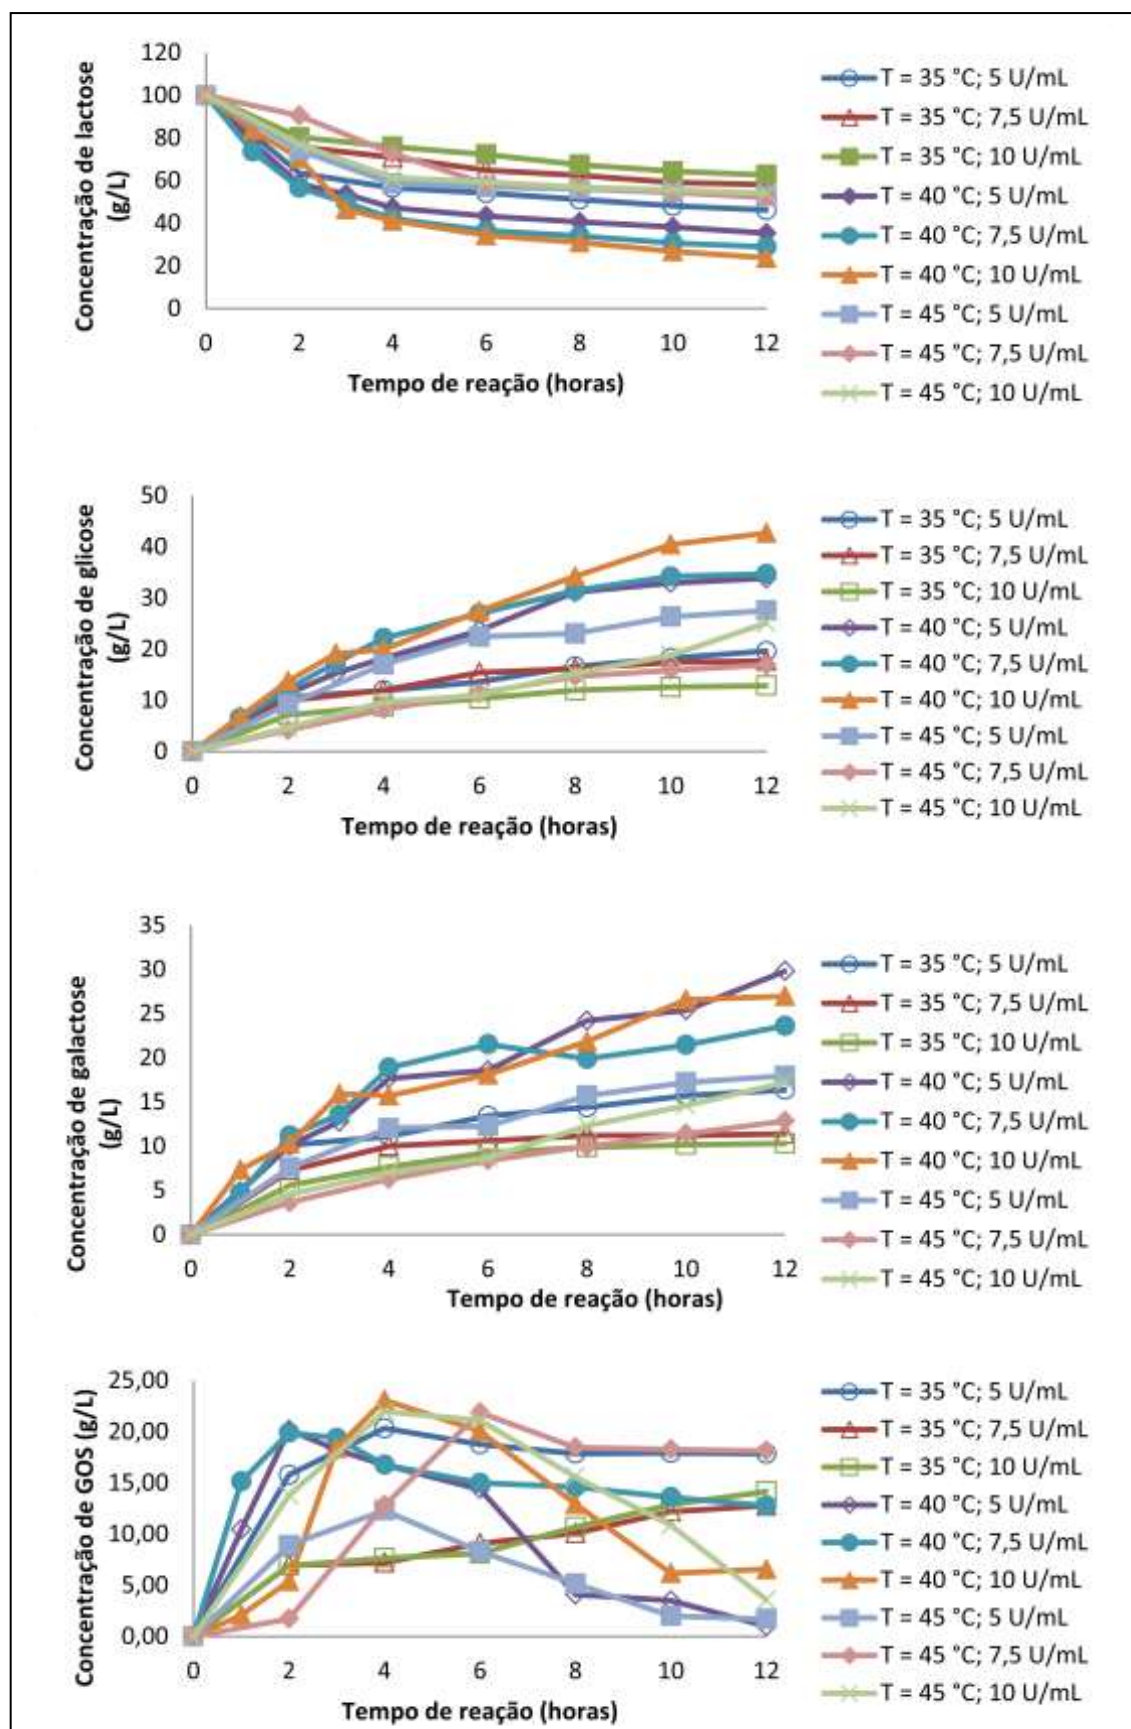 Concentração de lactose
(g/L)
120
100
80
60
40
20
0
0 2 4 6 8 10 12
Tempo de reação (horas)
T = 35 °C; 5 U/mL
T = 35 °C; 7,5 U/mL
T = 35 °C; 10 U/mL
T = 40 °C; 5 U/mL
T = 40 °C; 7,5 U/mL
T = 40 °C; 10 U/mL
T = 45 °C; 5 U/mL
T = 45 °C; 7,5 U/mL
T = 45 °C; 10 U/mL
Concentração de glicose
(g/L)
50
40
30
20
10
0
0 2 4 6 8 10 12
Tempo de reação (horas)
T = 35 °C; 5 U/mL
T = 35 °C; 7,5 U/mL
T = 35 °C; 10 U/mL
T = 40 °C; 5 U/mL
T = 40 °C; 7,5 U/mL
T = 40 °C; 10 U/mL
T = 45 °C; 5 U/mL
T = 45 °C; 7,5 U/mL
T = 45 °C; 10 U/mL
Concentração de galactose
(g/L)
35
30
25
20
15
10
5
0
0 2 4 6 8 10 12
Tempo de reação (horas)
T = 35 °C; 5 U/mL
T = 35 °C; 7,5 U/mL
T = 35 °C; 10 U/mL
T = 40 °C; 5 U/mL
T = 40 °C; 7,5 U/mL
T = 40 °C; 10 U/mL
T = 45 °C; 5 U/mL
T = 45 °C; 7,5 U/mL
T = 45 °C; 10 U/mL
Concentração de GOS (g/L)
25,00
20,00
15,00
10,00
5,00
0,00
0 2 4 6 8 10 12
Tempo de reação (horas)
T = 35 °C; 5 U/mL
T = 35 °C; 7,5 U/mL
T = 35 °C; 10 U/mL
T = 40 °C; 5 U/mL
T = 40 °C; 7,5 U/mL
T = 40 °C; 10 U/mL
T = 45 °C; 5 U/mL
T = 45 °C; 7,5 U/mL
T = 45 °C; 10 U/mL